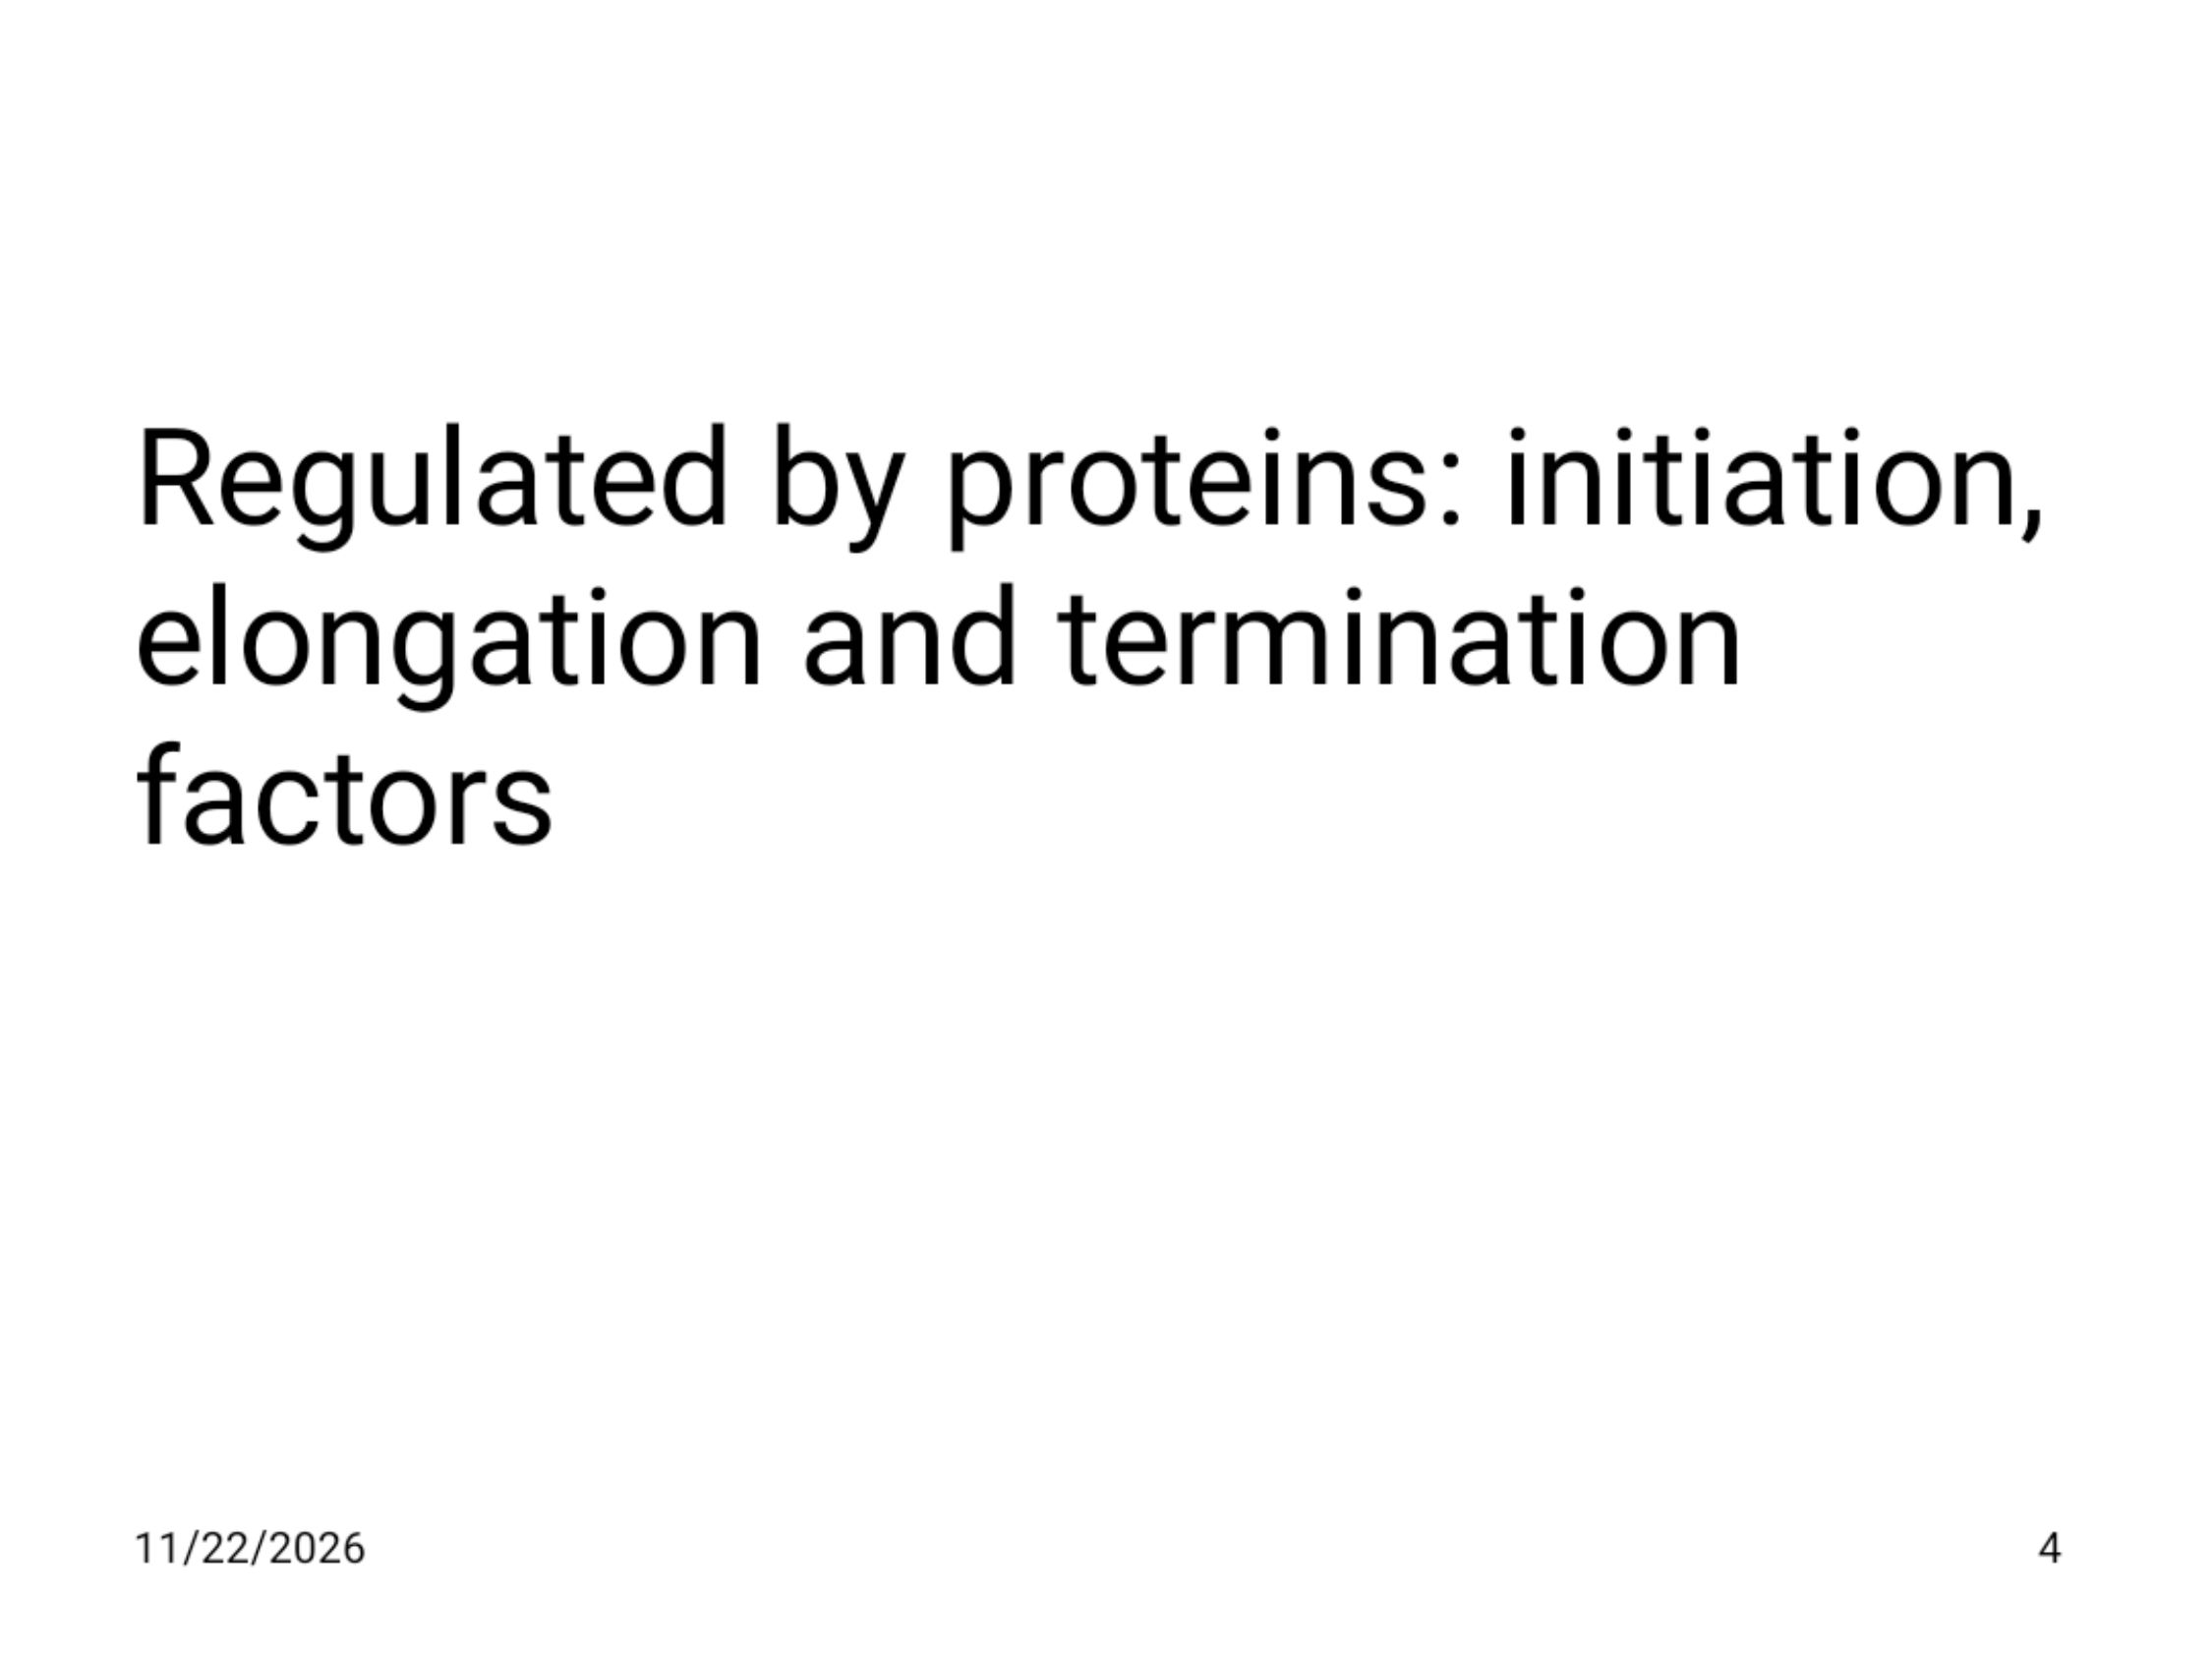 Regulated by proteins: initiation,
elongation and termination
factors
11/22/2026
4